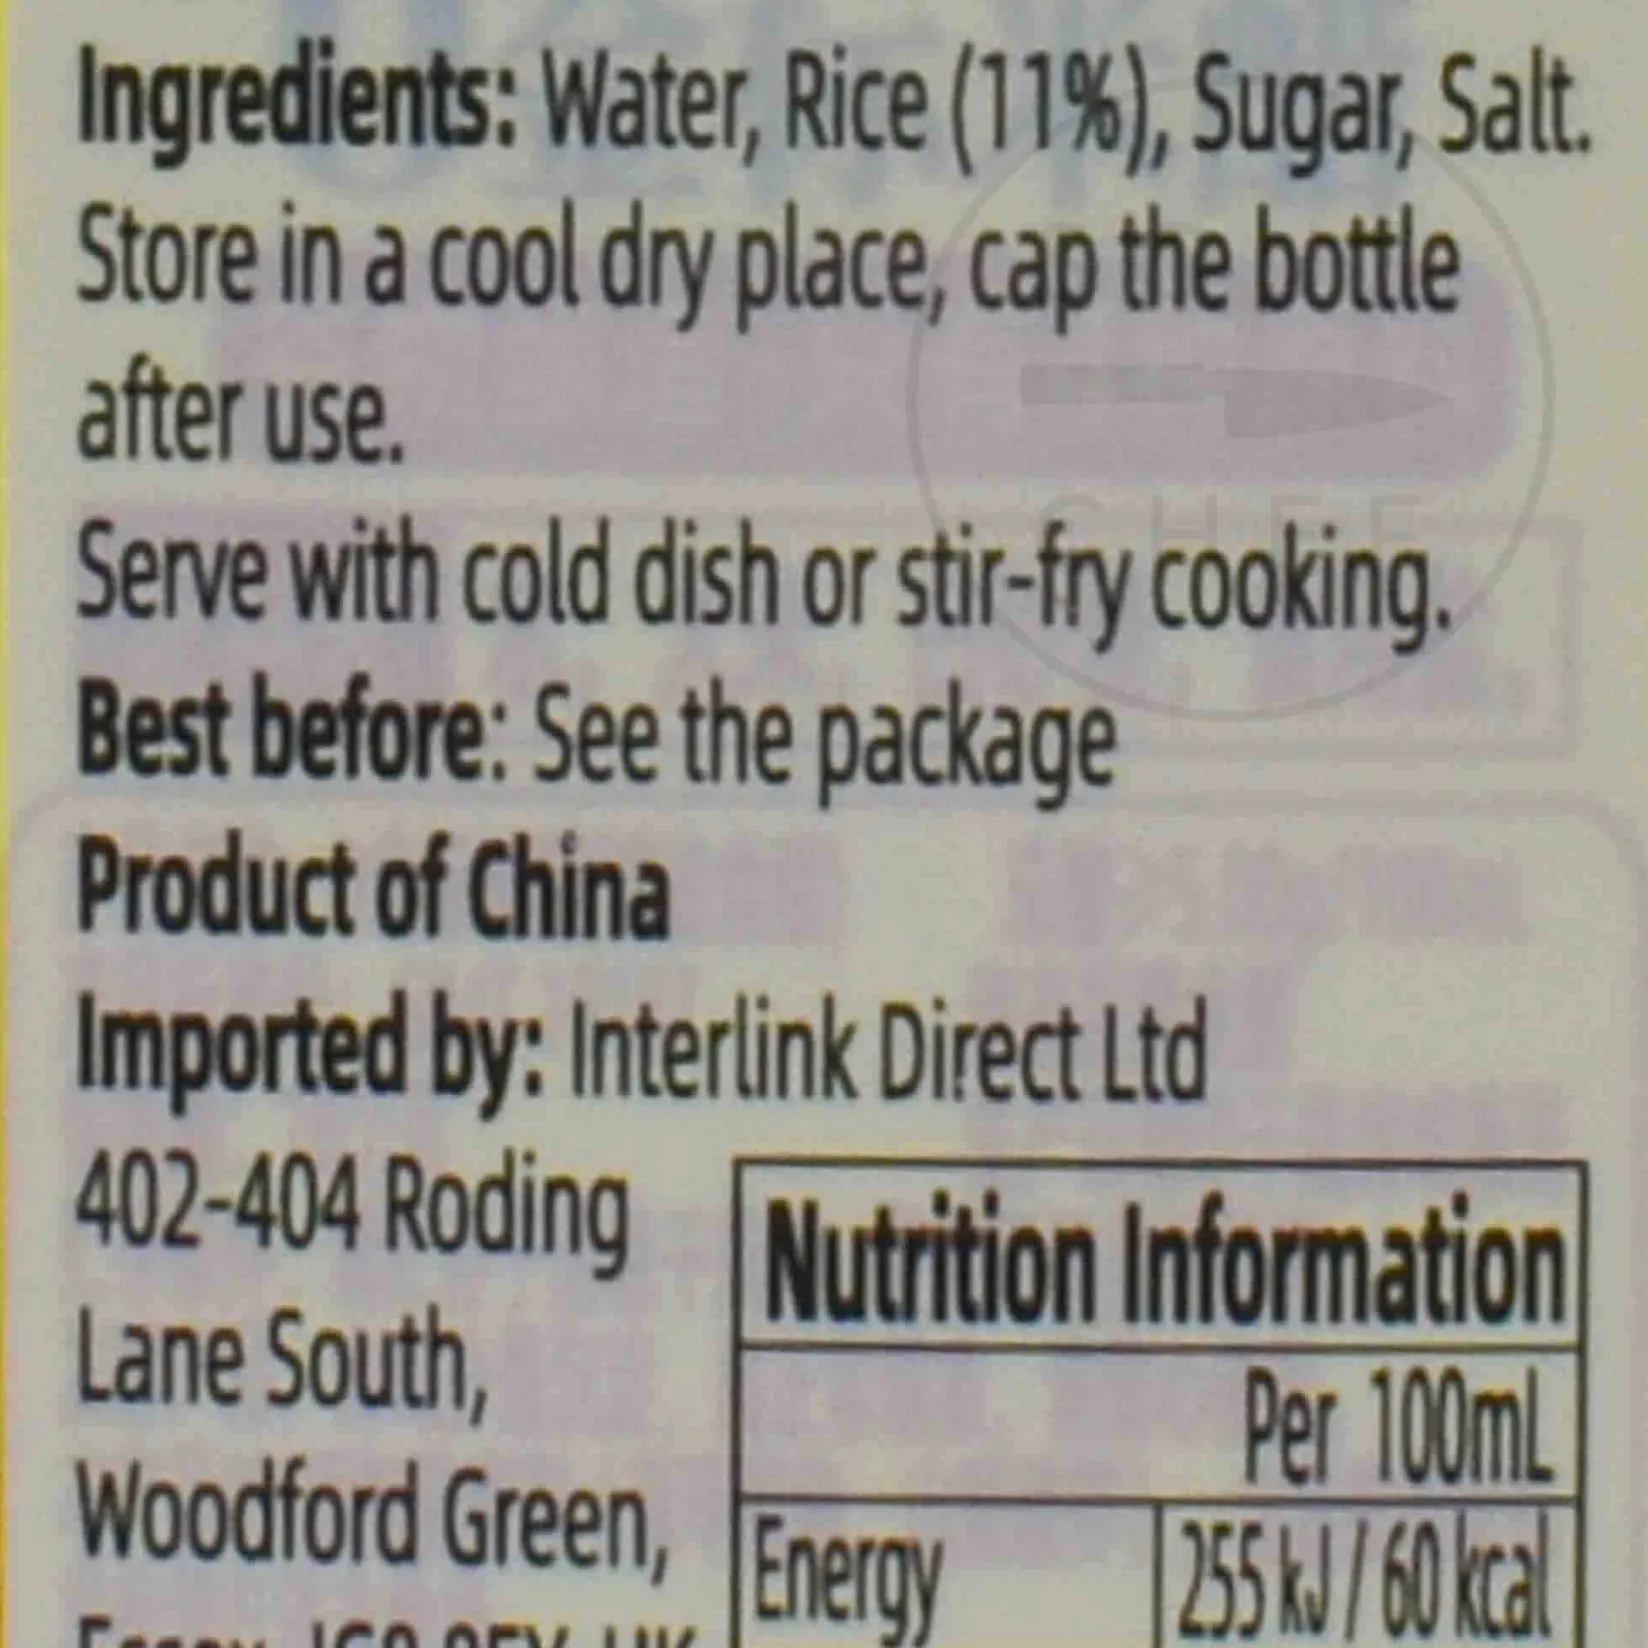 Ingredients: Water, Rice (11%), Sugar, Salt.
Store in a cool dry place, cap the bottle
after use.
Serve with cold dish or stir-fry cooking.
Best before: See the package
Product of China
Imported by: Interlink Direct Ltd
402-404 Roding
Lane South,
Woodford Green,
Nutrition Information
Per 100mL
Energy 255 kJ / 60 kcal
CHEF